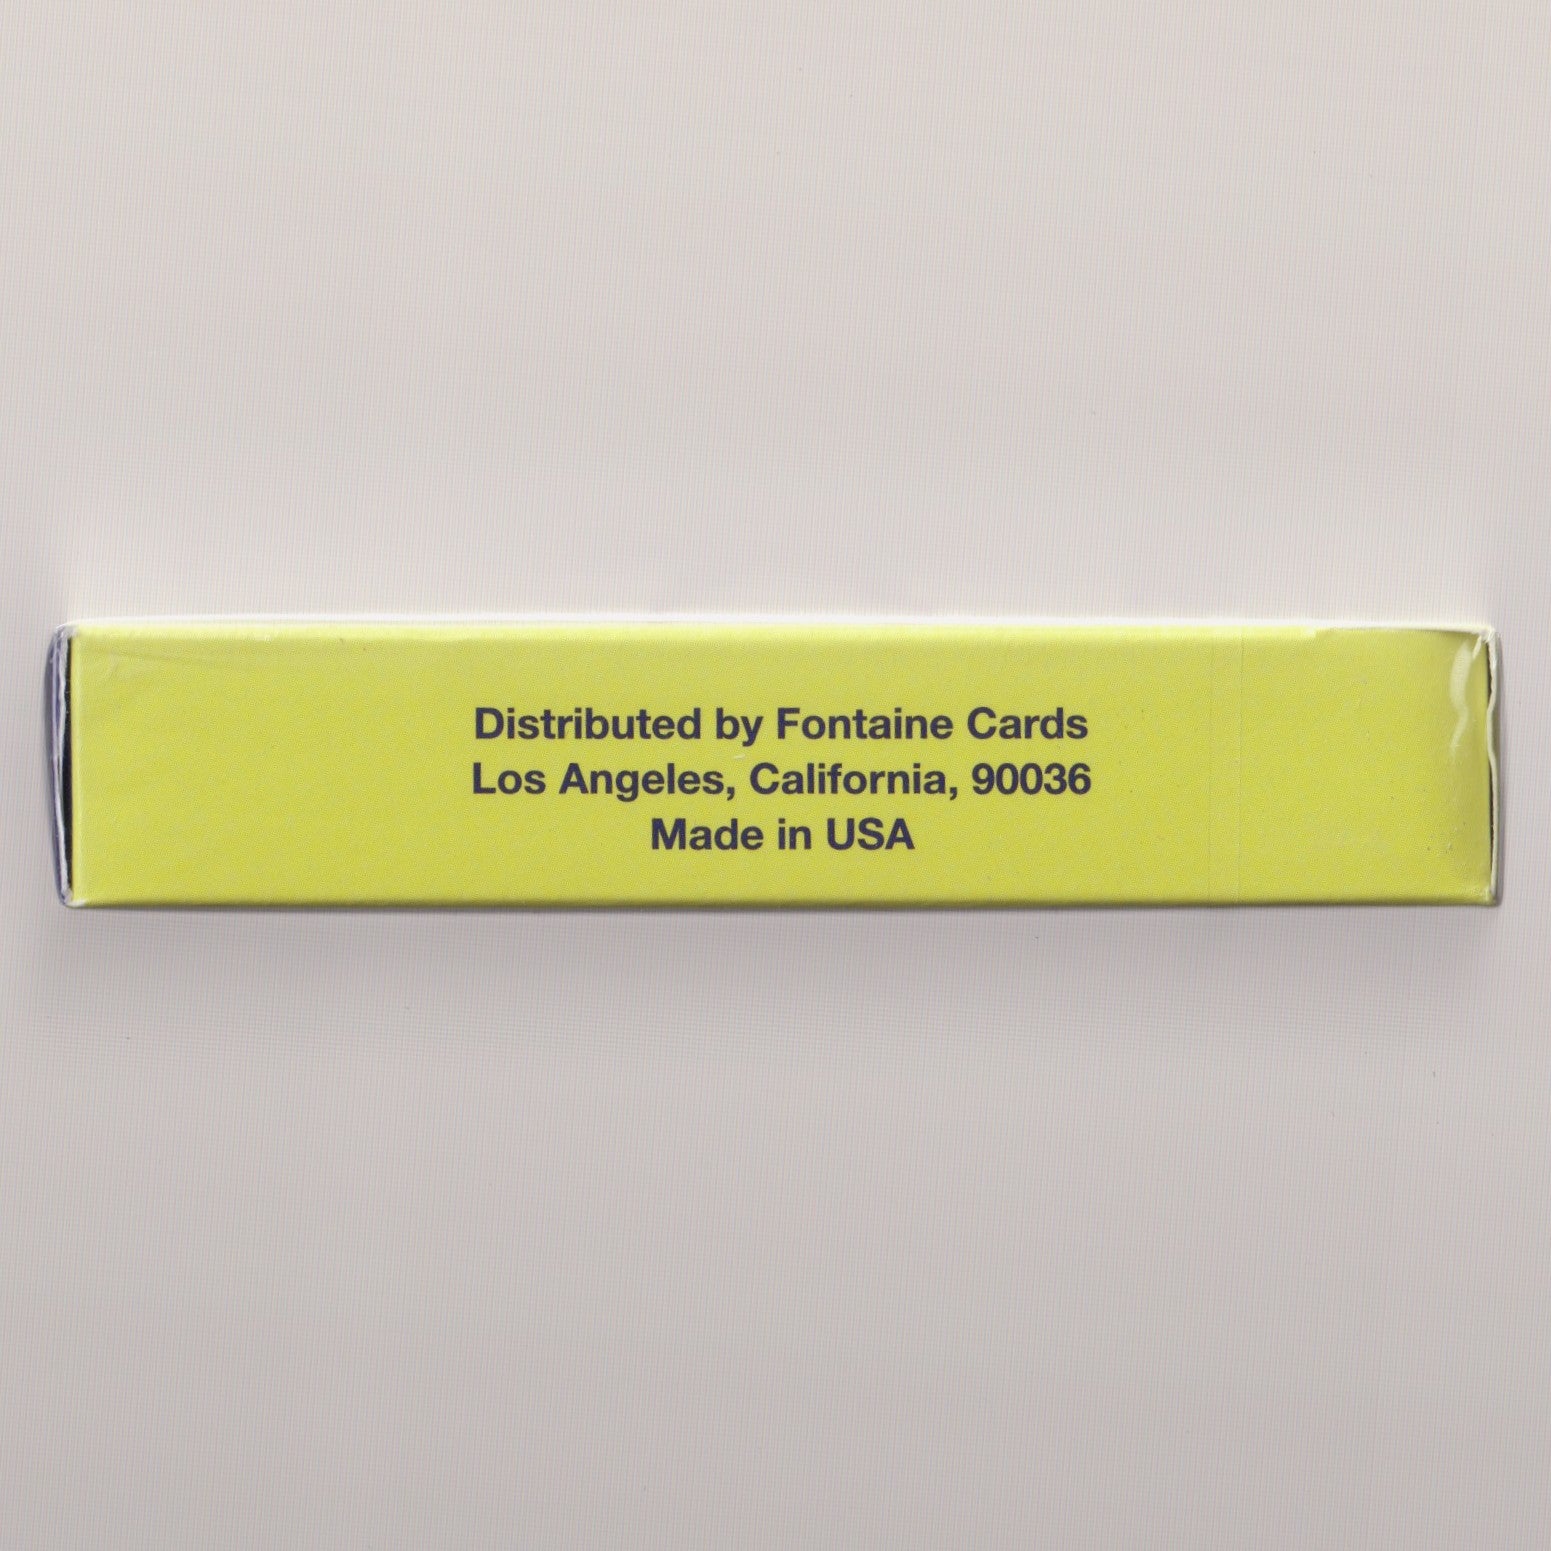 Distributed by Fontaine Cards
Los Angeles, California, 90036
Made in USA